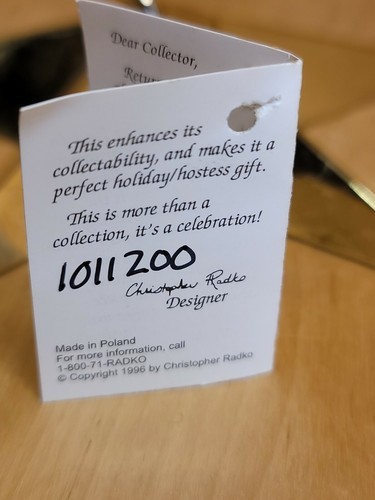 Dear Collector,
Retur
This enhances its
collectability, and makes it a
perfect holiday/hostess gift.
This is more than a
collection, it's a celebration!
1011200
Christopher Radko
Designer
Made in Poland
For more information, call
1-800-71-RADKO
© Copyright 1996 by Christopher Radko